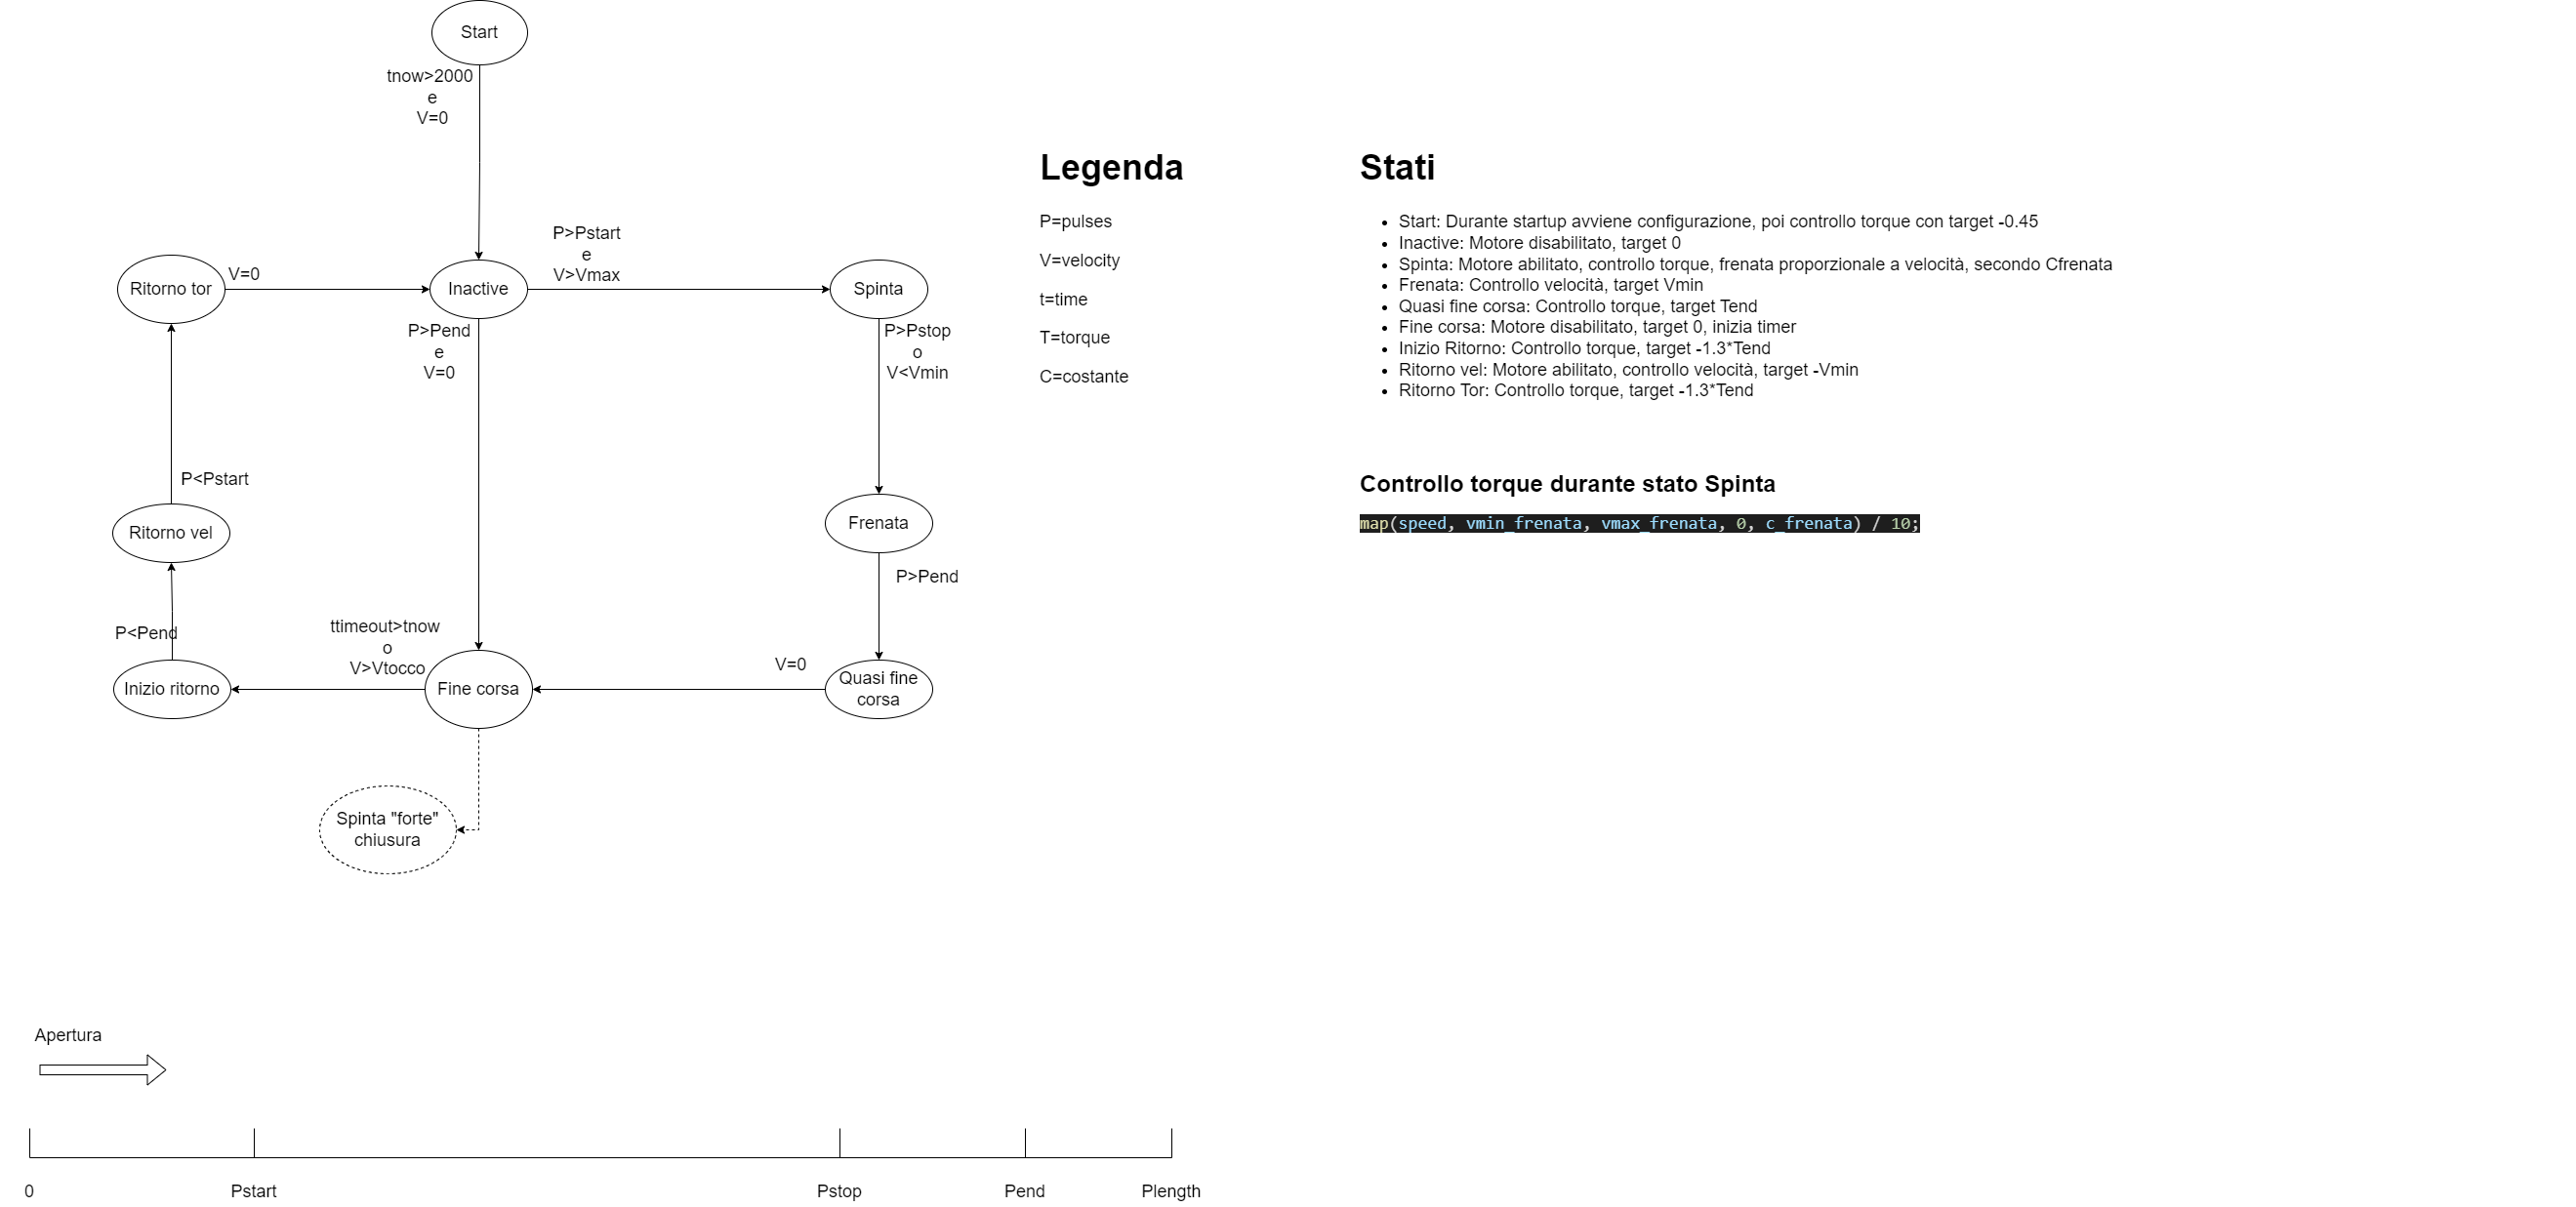 Start
tnow>2000
e
V=0
Legenda
P=pulses
V=velocity
t=time
T=torque
C=costante
Stati
Start: Durante startup avviene configurazione, poi controllo torque con target -0.45
Inactive: Motore disabilitato, target 0
Spinta: Motore abilitato, controllo torque, frenata proporzionale a velocità, secondo Cfrenata
Frenata: Controllo velocità, target Vmin
Quasi fine corsa: Controllo torque, target Tend
Fine corsa: Motore disabilitato, target 0, inizia timer
Inizio Ritorno: Controllo torque, target -1.3*Tend
Ritorno vel: Motore abilitato, controllo velocità, target -Vmin
Ritorno Tor: Controllo torque, target -1.3*Tend
Controllo torque durante stato Spinta
map(speed, vmin_frenata, vmax_frenata, 0, c_frenata) / 10;
Ritorno tor
V=0
Inactive
P>Pstart
e
V>Vmax
Spinta
P>Pend
e
V=0
P>Pstop
o
V<Vmin
P<Pstart
Ritorno vel
Frenata
P>Pend
P<Pend
ttimeout>tnow
o
V>Vtocco
V=0
Inizio ritorno
Fine corsa
Quasi fine
corsa
Spinta "forte"
chiusura
Apertura
0
Pstart
Pstop
Pend
Plength